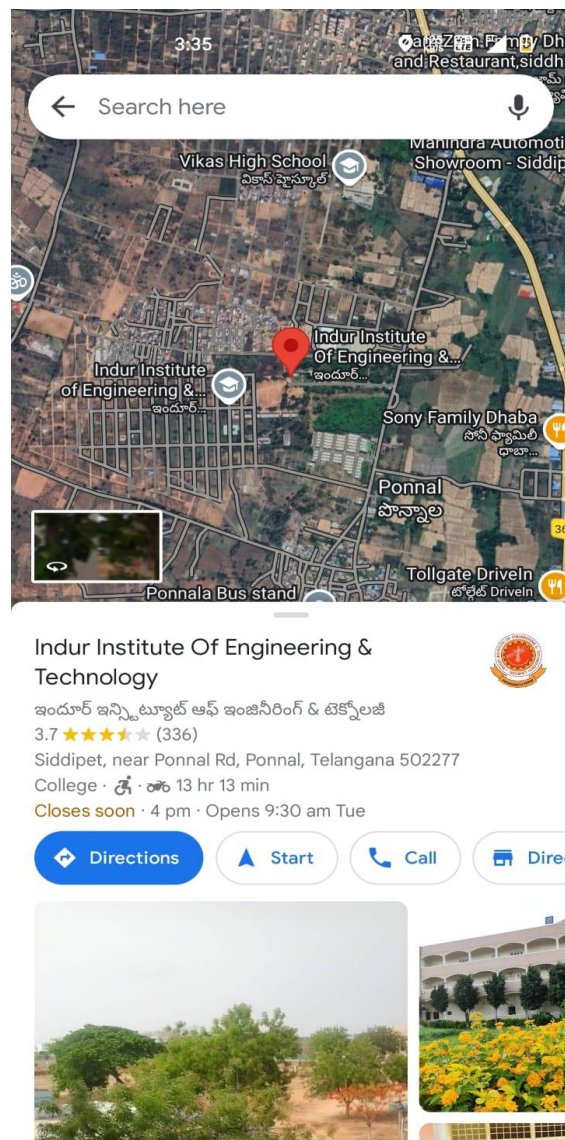 3:35
and Restaurant,siddh
Search here
Mahindra Automoti
Showroom - Siddip
Vikas High School
వికాస్ హైస్కూల్
Indur Institute
Of Engineering &...
ఇందూర్...
Indur Institute
of Engineering &...
ఇందూర్...
Sony Family Dhaba
సోనీ ఫ్యామిలీ
ధాబా...
Ponnal
పొన్నాల
36
Tollgate DriveIn
టోల్గేట్ DriveIn
Ponnala Bus stand
Indur Institute Of Engineering &
Technology
ఇందూర్ ఇన్స్టిట్యూట్ ఆఫ్ ఇంజినీరింగ్ & టెక్నోలజీ
3.7 (336)
Siddipet, near Ponnal Rd, Ponnal, Telangana 502277
College · 13 hr 13 min
Closes soon · 4 pm · Opens 9:30 am Tue
Directions
Start
Call
Dire